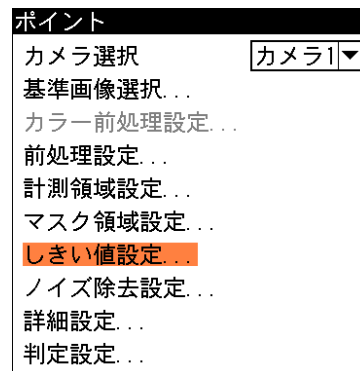 ポイント
カメラ選択 カメラ1
基準画像選択...
カラー前処理設定...
前処理設定...
計測領域設定...
マスク領域設定...
しきい値設定...
ノイズ除去設定...
詳細設定...
判定設定...